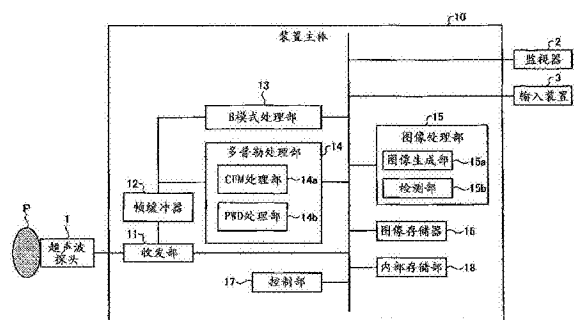 10
装置主体
2
监视器
3
输入装置
13
B模式处理部
15
图像处理部
图像生成部
15a
检测部
15b
14
多普勒处理部
CDM处理部
14a
PWD处理部
14b
12
帧缓冲器
P
1
超声波
探头
11
收发部
图像存储器
16
内部存储部
18
17
控制部